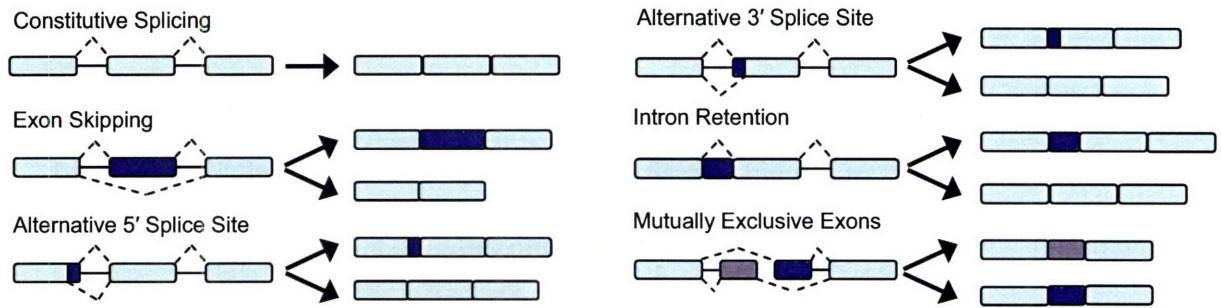 Constitutive Splicing
Exon Skipping
Alternative 5′ Splice Site
Alternative 3′ Splice Site
Intron Retention
Mutually Exclusive Exons